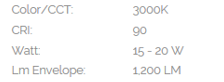 Color/CCT: 3000K
CRI: 90
Watt: 15 - 20 W
Lm Envelope: 1,200 LM